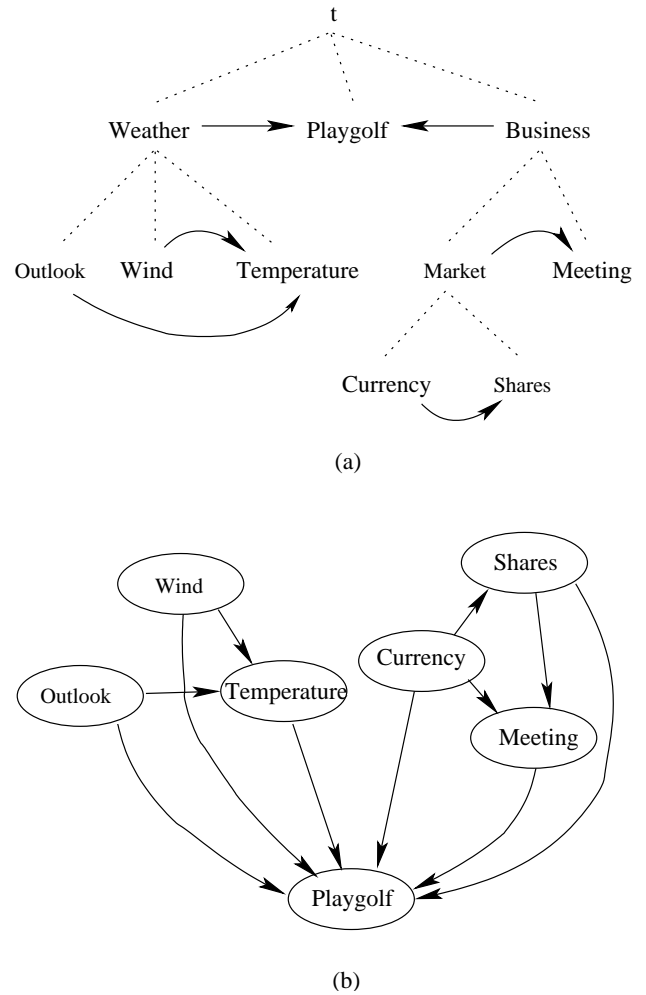 t
Weather Playgolf Business
Outlook Wind Temperature Market Meeting
Currency Shares
(a)
Shares
Wind
Currency
Outlook Temperature
Meeting
Playgolf
(b)